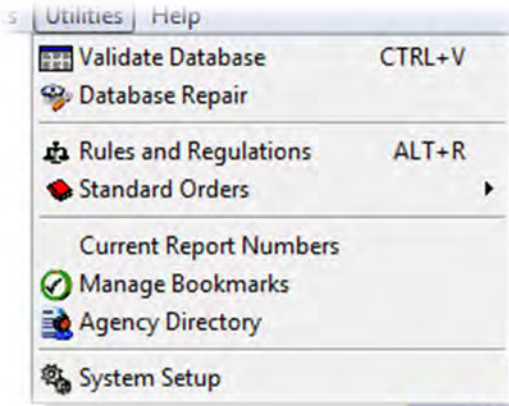 s Utilities Help
Validate Database CTRL+V
Database Repair
Rules and Regulations ALT+R
Standard Orders
Current Report Numbers
Manage Bookmarks
Agency Directory
System Setup